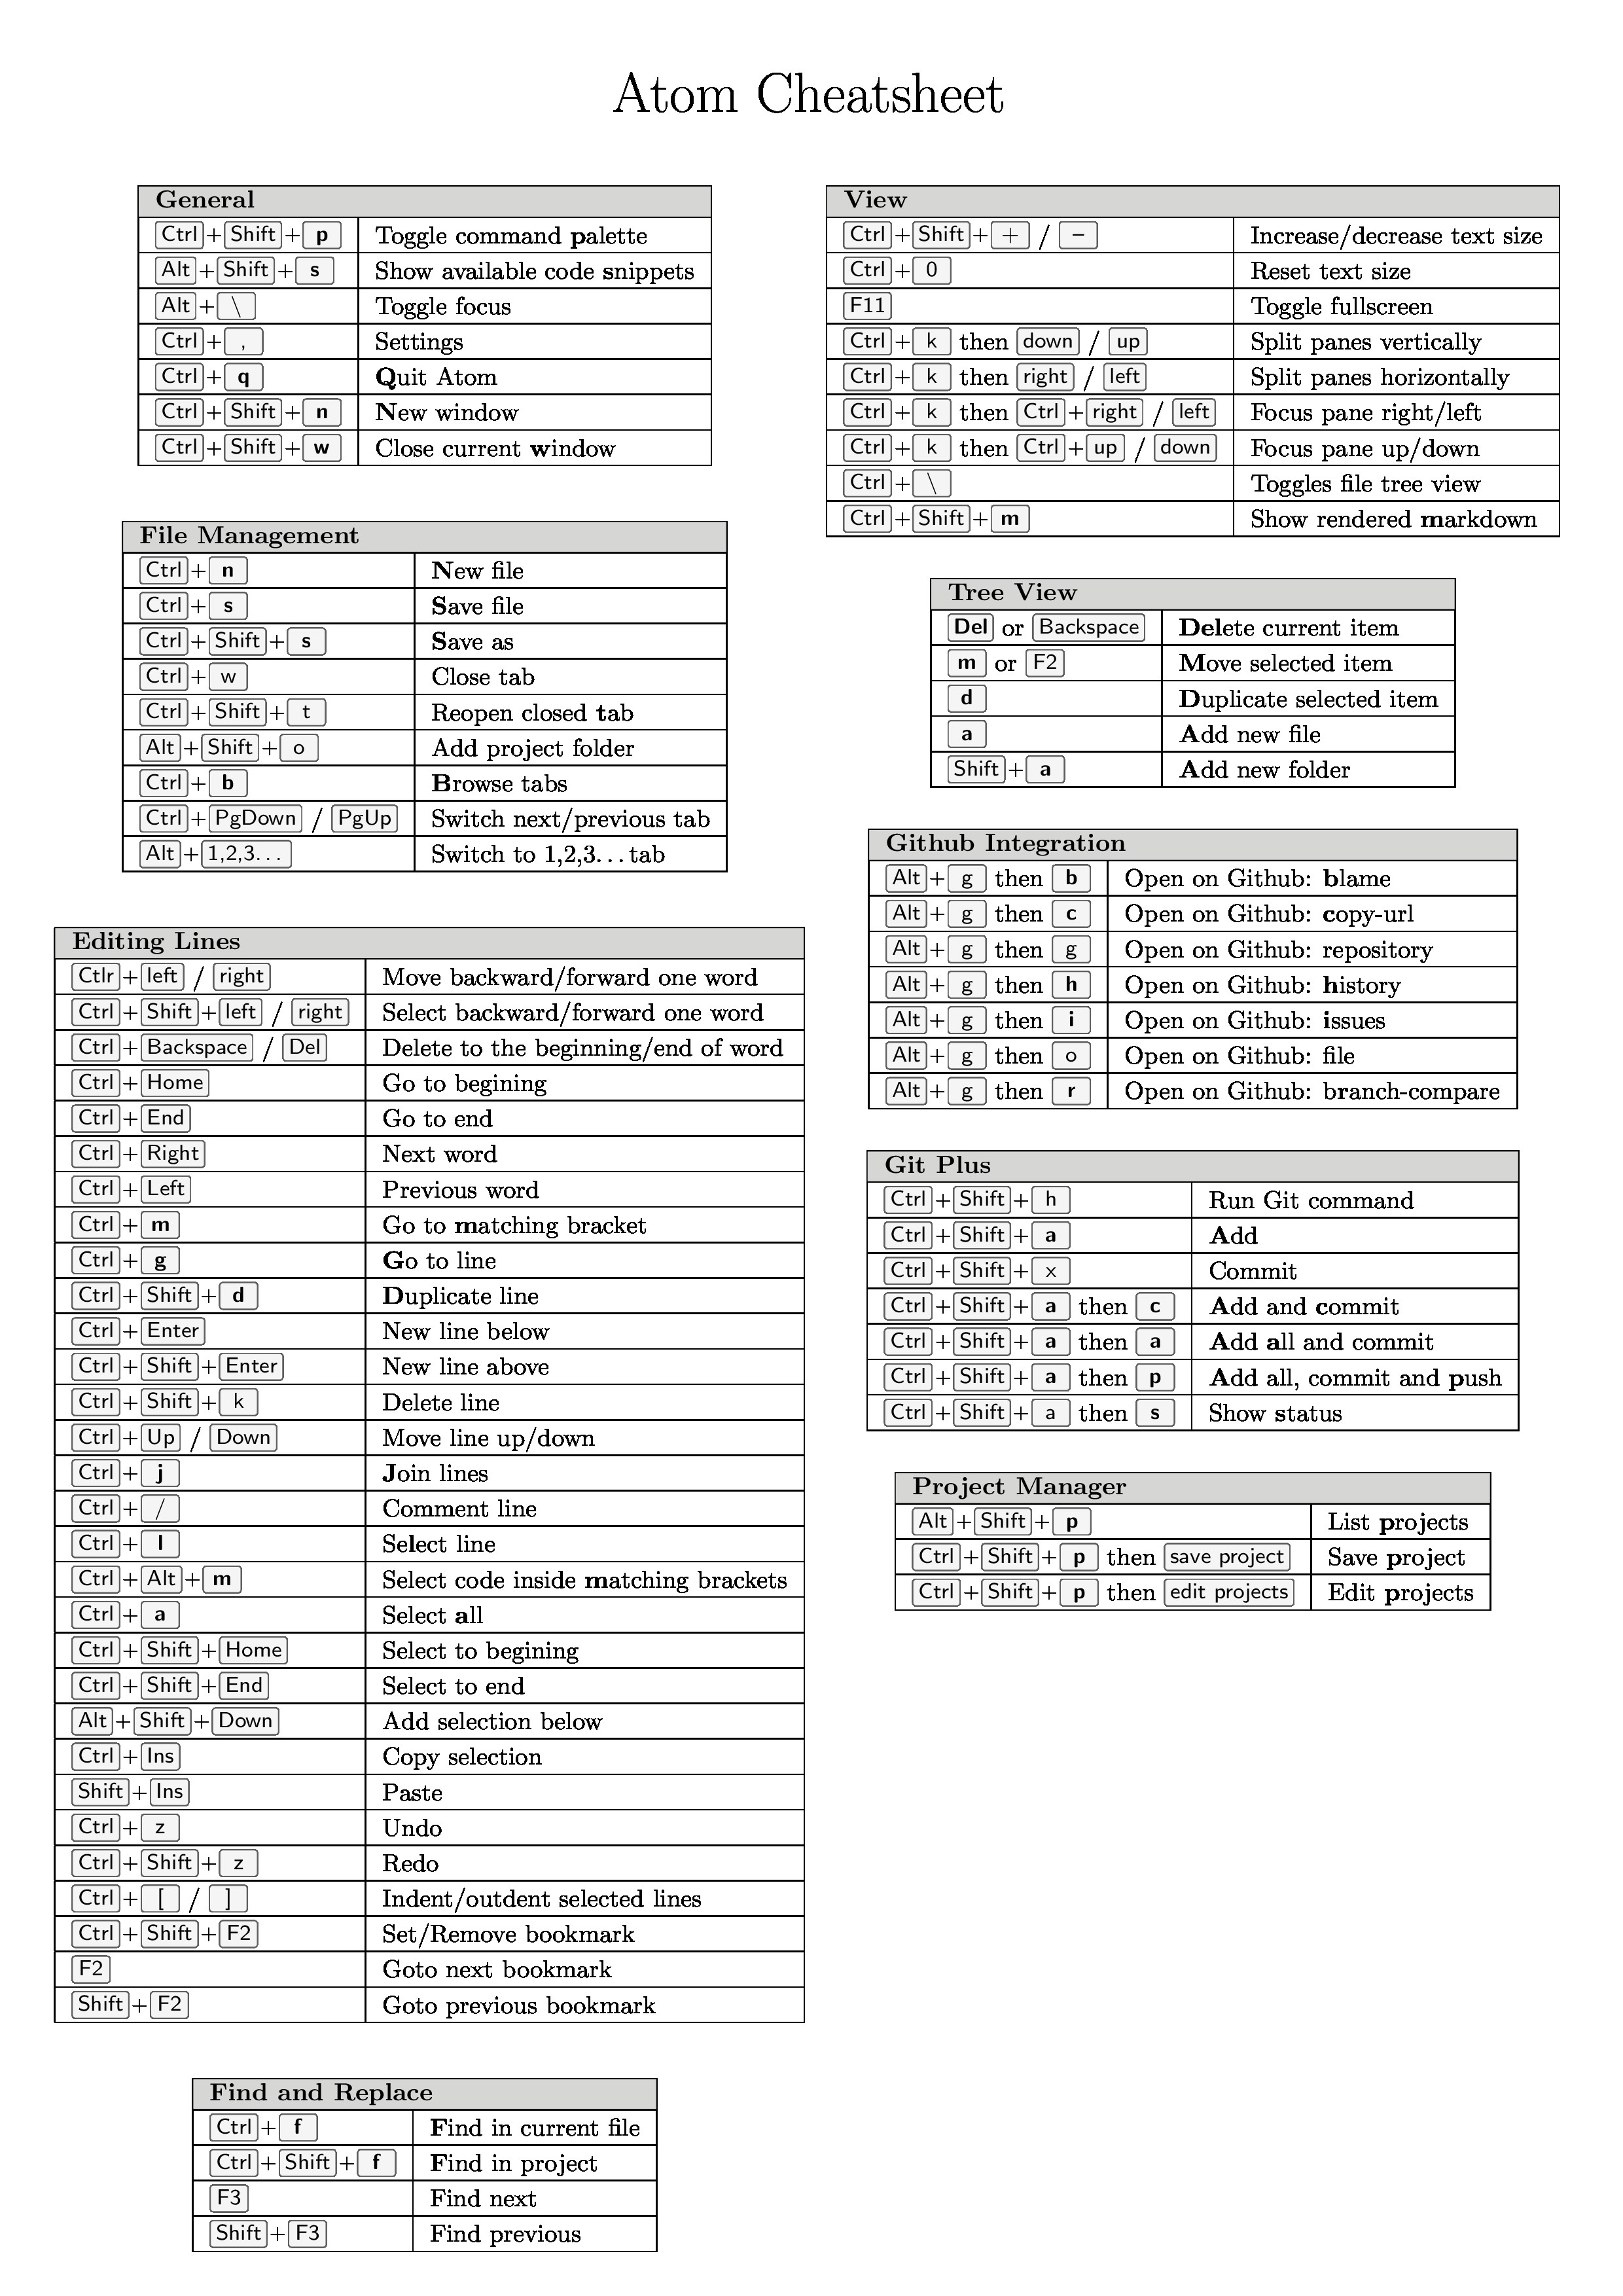 Atom Cheatsheet
General
Ctrl+Shift+p Toggle command palette
Alt+Shift+s Show available code snippets
Alt+\ Toggle focus
Ctrl+, Settings
Ctrl+q Quit Atom
Ctrl+Shift+n New window
Ctrl+Shift+w Close current window
File Management
Ctrl+n New file
Ctrl+s Save file
Ctrl+Shift+s Save as
Ctrl+w Close tab
Ctrl+Shift+t Reopen closed tab
Alt+Shift+o Add project folder
Ctrl+b Browse tabs
Ctrl+PgDown / PgUp Switch next/previous tab
Alt+1,2,3... Switch to 1,2,3...tab
Editing Lines
Ctlr+left / right Move backward/forward one word
Ctrl+Shift+left / right Select backward/forward one word
Ctrl+Backspace / Del Delete to the beginning/end of word
Ctrl+Home Go to begining
Ctrl+End Go to end
Ctrl+Right Next word
Ctrl+Left Previous word
Ctrl+m Go to matching bracket
Ctrl+g Go to line
Ctrl+Shift+d Duplicate line
Ctrl+Enter New line below
Ctrl+Shift+Enter New line above
Ctrl+Shift+k Delete line
Ctrl+Up / Down Move line up/down
Ctrl+j Join lines
Ctrl+/ Comment line
Ctrl+l Select line
Ctrl+Alt+m Select code inside matching brackets
Ctrl+a Select all
Ctrl+Shift+Home Select to begining
Ctrl+Shift+End Select to end
Alt+Shift+Down Add selection below
Ctrl+Ins Copy selection
Shift+Ins Paste
Ctrl+z Undo
Ctrl+Shift+z Redo
Ctrl+[ / ] Indent/outdent selected lines
Ctrl+Shift+F2 Set/Remove bookmark
F2 Goto next bookmark
Shift+F2 Goto previous bookmark
Find and Replace
Ctrl+f Find in current file
Ctrl+Shift+f Find in project
F3 Find next
Shift+F3 Find previous
View
Ctrl+Shift++ / − Increase/decrease text size
Ctrl+0 Reset text size
F11 Toggle fullscreen
Ctrl+k then down / up Split panes vertically
Ctrl+k then right / left Split panes horizontally
Ctrl+k then Ctrl+right / left Focus pane right/left
Ctrl+k then Ctrl+up / down Focus pane up/down
Ctrl+\ Toggles file tree view
Ctrl+Shift+m Show rendered markdown
Tree View
Del or Backspace Delete current item
m or F2 Move selected item
d Duplicate selected item
a Add new file
Shift+a Add new folder
Github Integration
Alt+g then b Open on Github: blame
Alt+g then c Open on Github: copy-url
Alt+g then g Open on Github: repository
Alt+g then h Open on Github: history
Alt+g then i Open on Github: issues
Alt+g then o Open on Github: file
Alt+g then r Open on Github: branch-compare
Git Plus
Ctrl+Shift+h Run Git command
Ctrl+Shift+a Add
Ctrl+Shift+x Commit
Ctrl+Shift+a then c Add and commit
Ctrl+Shift+a then a Add all and commit
Ctrl+Shift+a then p Add all, commit and push
Ctrl+Shift+a then s Show status
Project Manager
Alt+Shift+p List projects
Ctrl+Shift+p then save project Save project
Ctrl+Shift+p then edit projects Edit projects